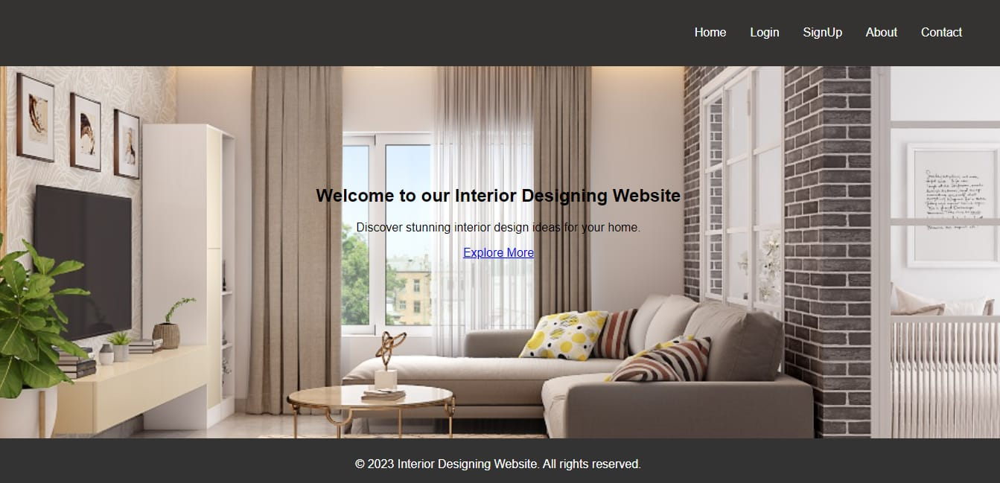 Home Login SignUp About Contact
Welcome to our Interior Designing Website
Discover stunning interior design ideas for your home.
Explore More
© 2023 Interior Designing Website. All rights reserved.